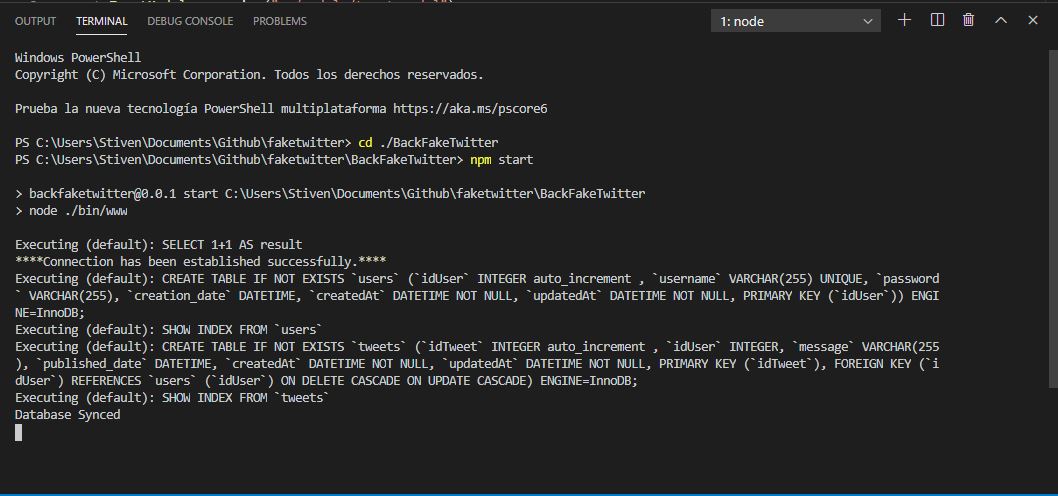 OUTPUT TERMINAL DEBUG CONSOLE PROBLEMS 1: node
Windows PowerShell
Copyright (C) Microsoft Corporation. Todos los derechos reservados.
Prueba la nueva tecnología PowerShell multiplataforma https://aka.ms/pscore6
PS C:\Users\Stiven\Documents\Github\faketwitter> cd ./BackFakeTwitter
PS C:\Users\Stiven\Documents\Github\faketwitter\BackFakeTwitter> npm start
> backfaketwitter@0.0.1 start C:\Users\Stiven\Documents\Github\faketwitter\BackFakeTwitter
> node ./bin/www
Executing (default): SELECT 1+1 AS result
****Connection has been established successfully.****
Executing (default): CREATE TABLE IF NOT EXISTS `users` (`idUser` INTEGER auto_increment , `username` VARCHAR(255) UNIQUE, `password
` VARCHAR(255), `creation_date` DATETIME, `createdAt` DATETIME NOT NULL, `updatedAt` DATETIME NOT NULL, PRIMARY KEY (`idUser`)) ENGI
NE=InnoDB;
Executing (default): SHOW INDEX FROM `users`
Executing (default): CREATE TABLE IF NOT EXISTS `tweets` (`idTweet` INTEGER auto_increment , `idUser` INTEGER, `message` VARCHAR(255
), `published_date` DATETIME, `createdAt` DATETIME NOT NULL, `updatedAt` DATETIME NOT NULL, PRIMARY KEY (`idTweet`), FOREIGN KEY (`i
dUser`) REFERENCES `users` (`idUser`) ON DELETE CASCADE ON UPDATE CASCADE) ENGINE=InnoDB;
Executing (default): SHOW INDEX FROM `tweets`
Database Synced